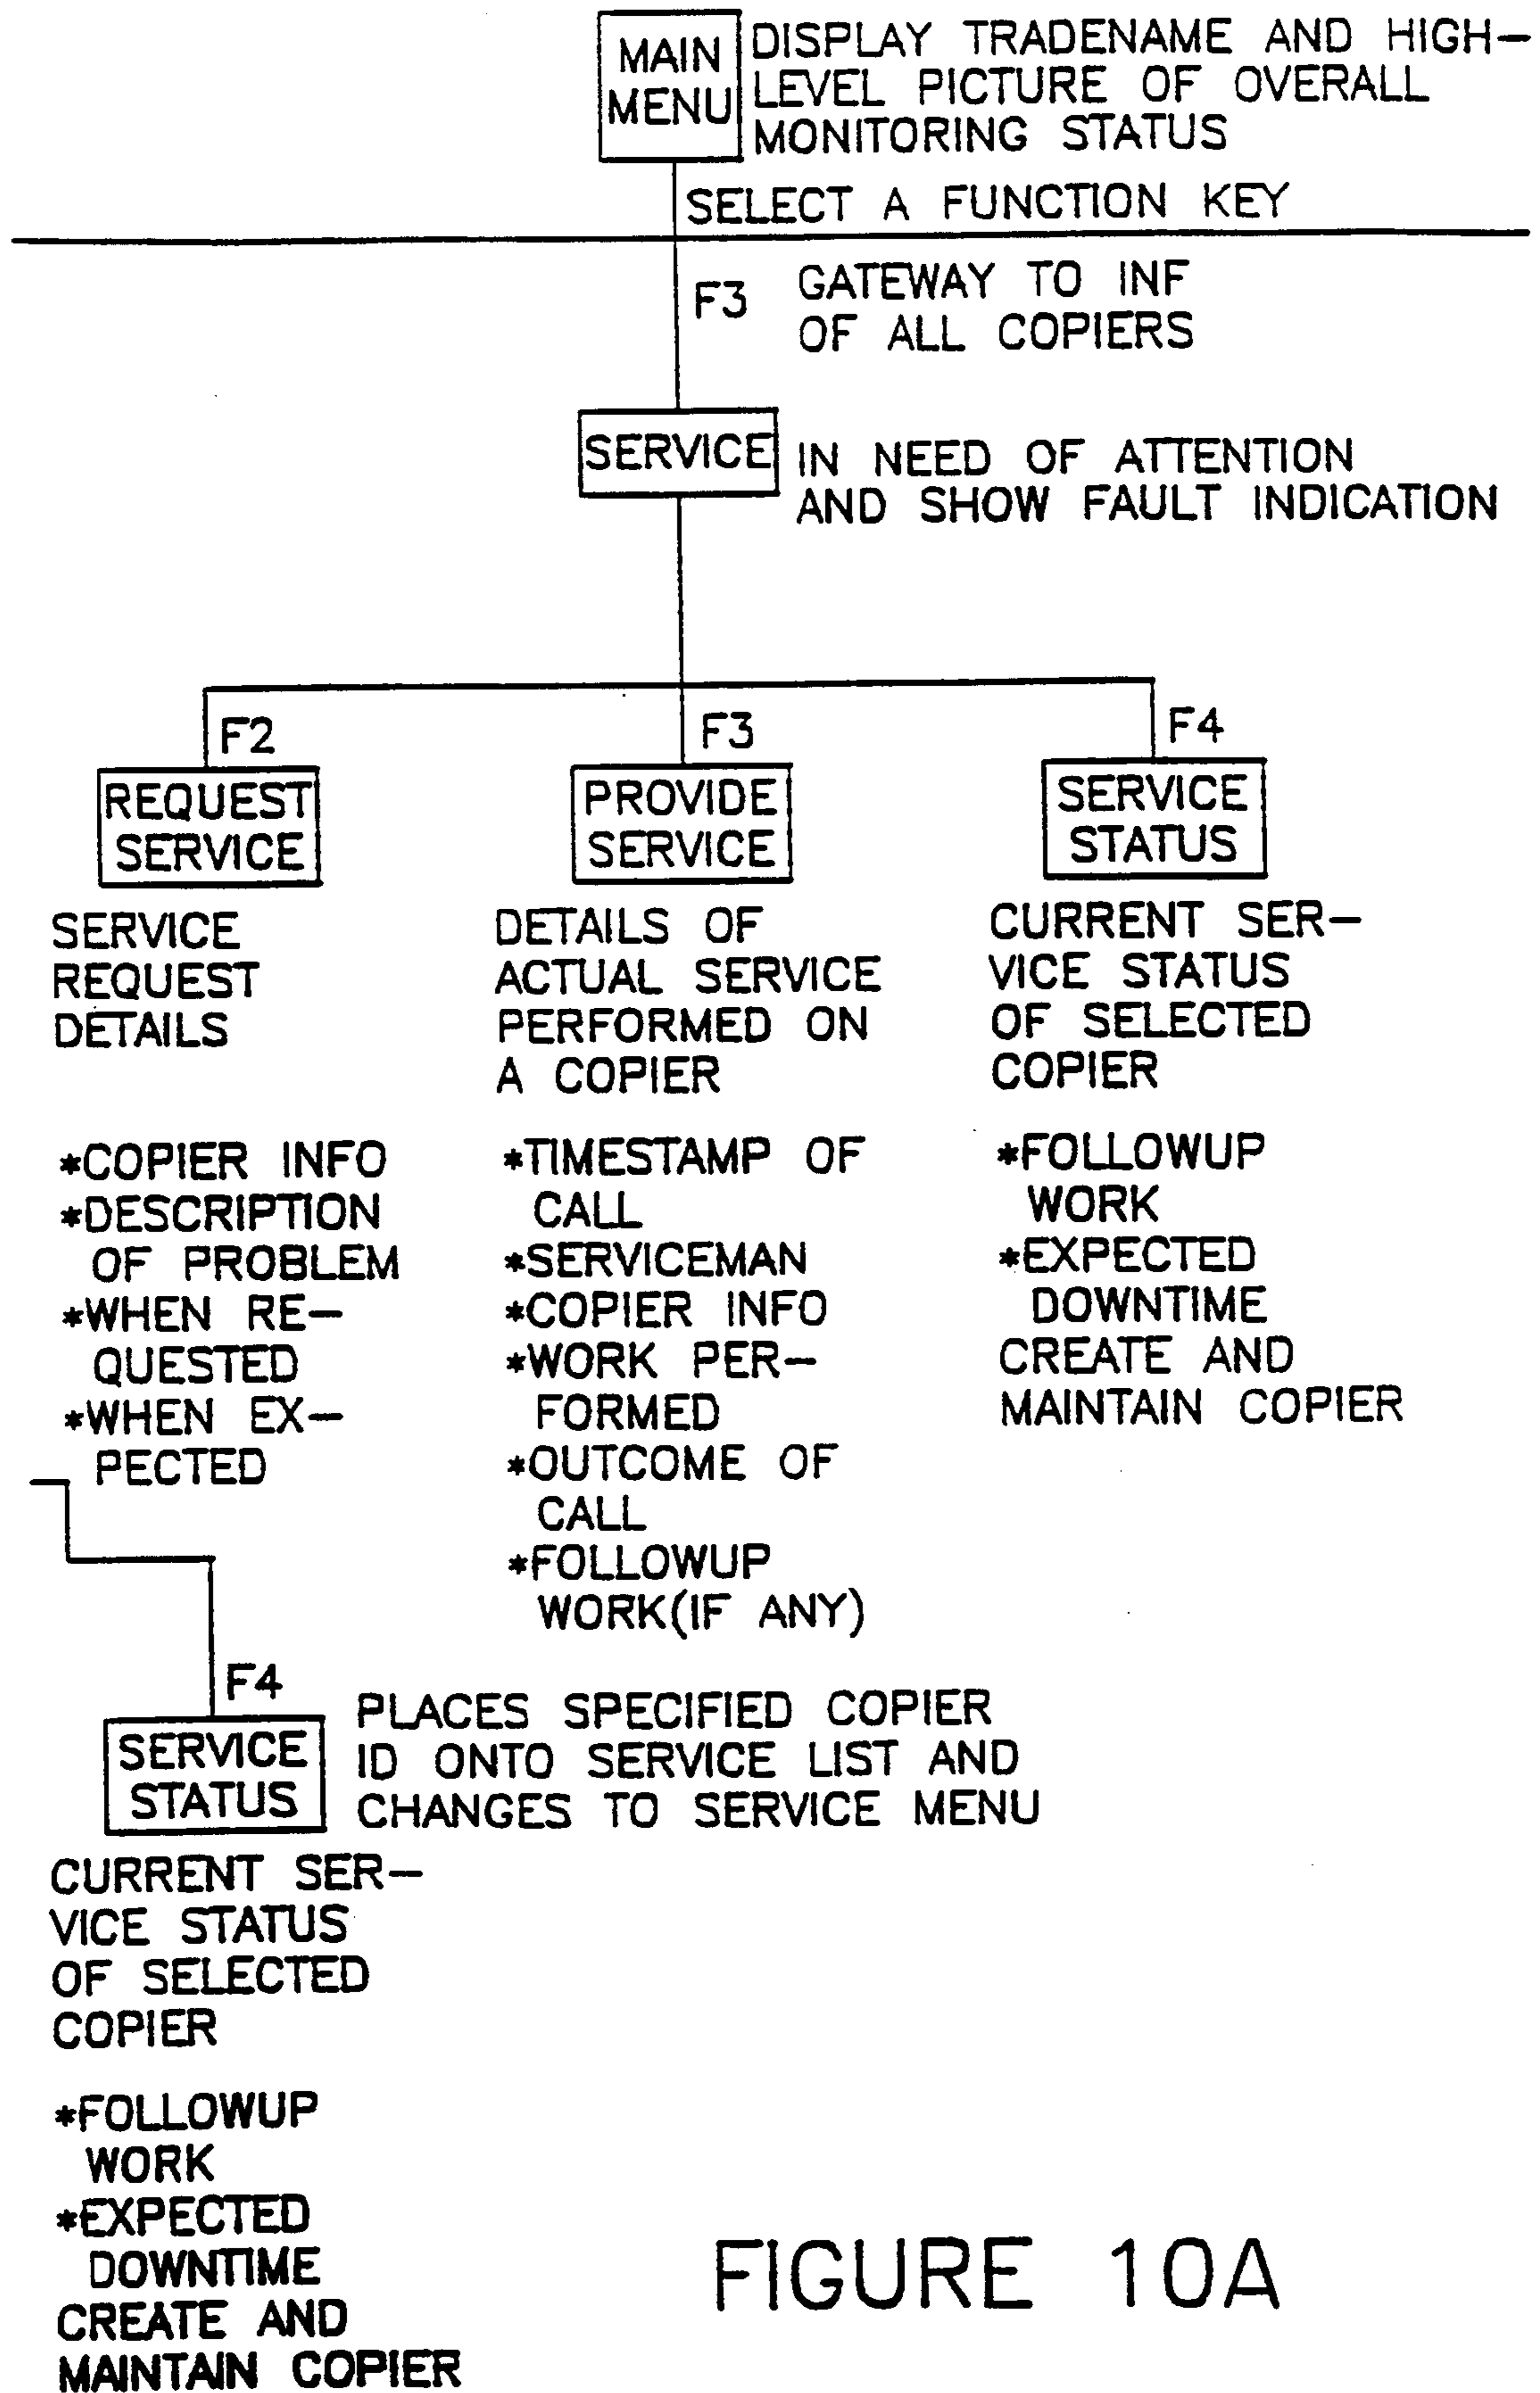 MAIN
MENU
DISPLAY TRADENAME AND HIGH-
LEVEL PICTURE OF OVERALL
MONITORING STATUS
SELECT A FUNCTION KEY
F3
GATEWAY TO INF
OF ALL COPIERS
SERVICE
IN NEED OF ATTENTION
AND SHOW FAULT INDICATION
F2
REQUEST
SERVICE
SERVICE
REQUEST
DETAILS
*COPIER INFO
*DESCRIPTION
OF PROBLEM
*WHEN RE-
QUESTED
*WHEN EX-
PECTED
F3
PROVIDE
SERVICE
DETAILS OF
ACTUAL SERVICE
PERFORMED ON
A COPIER
*TIMESTAMP OF
CALL
*SERVICEMAN
*COPIER INFO
*WORK PER-
FORMED
*OUTCOME OF
CALL
*FOLLOWUP
WORK(IF ANY)
F4
SERVICE
STATUS
CURRENT SER-
VICE STATUS
OF SELECTED
COPIER
*FOLLOWUP
WORK
*EXPECTED
DOWNTIME
CREATE AND
MAINTAIN COPIER
F4
SERVICE
STATUS
PLACES SPECIFIED COPIER
ID ONTO SERVICE LIST AND
CHANGES TO SERVICE MENU
CURRENT SER-
VICE STATUS
OF SELECTED
COPIER
*FOLLOWUP
WORK
*EXPECTED
DOWNTIME
CREATE AND
MAINTAIN COPIER
FIGURE 10A